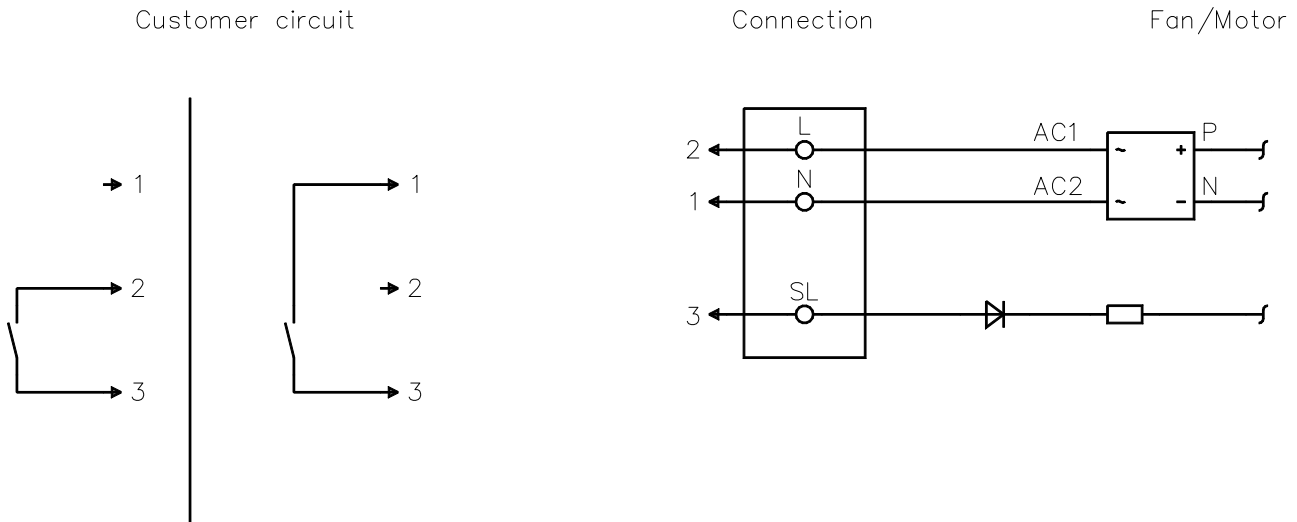 Customer circuit
Connection
Fan/Motor
1
2
3
1
2
3
2
L
AC1
~
+
P
1
N
AC2
~
-
N
3
SL